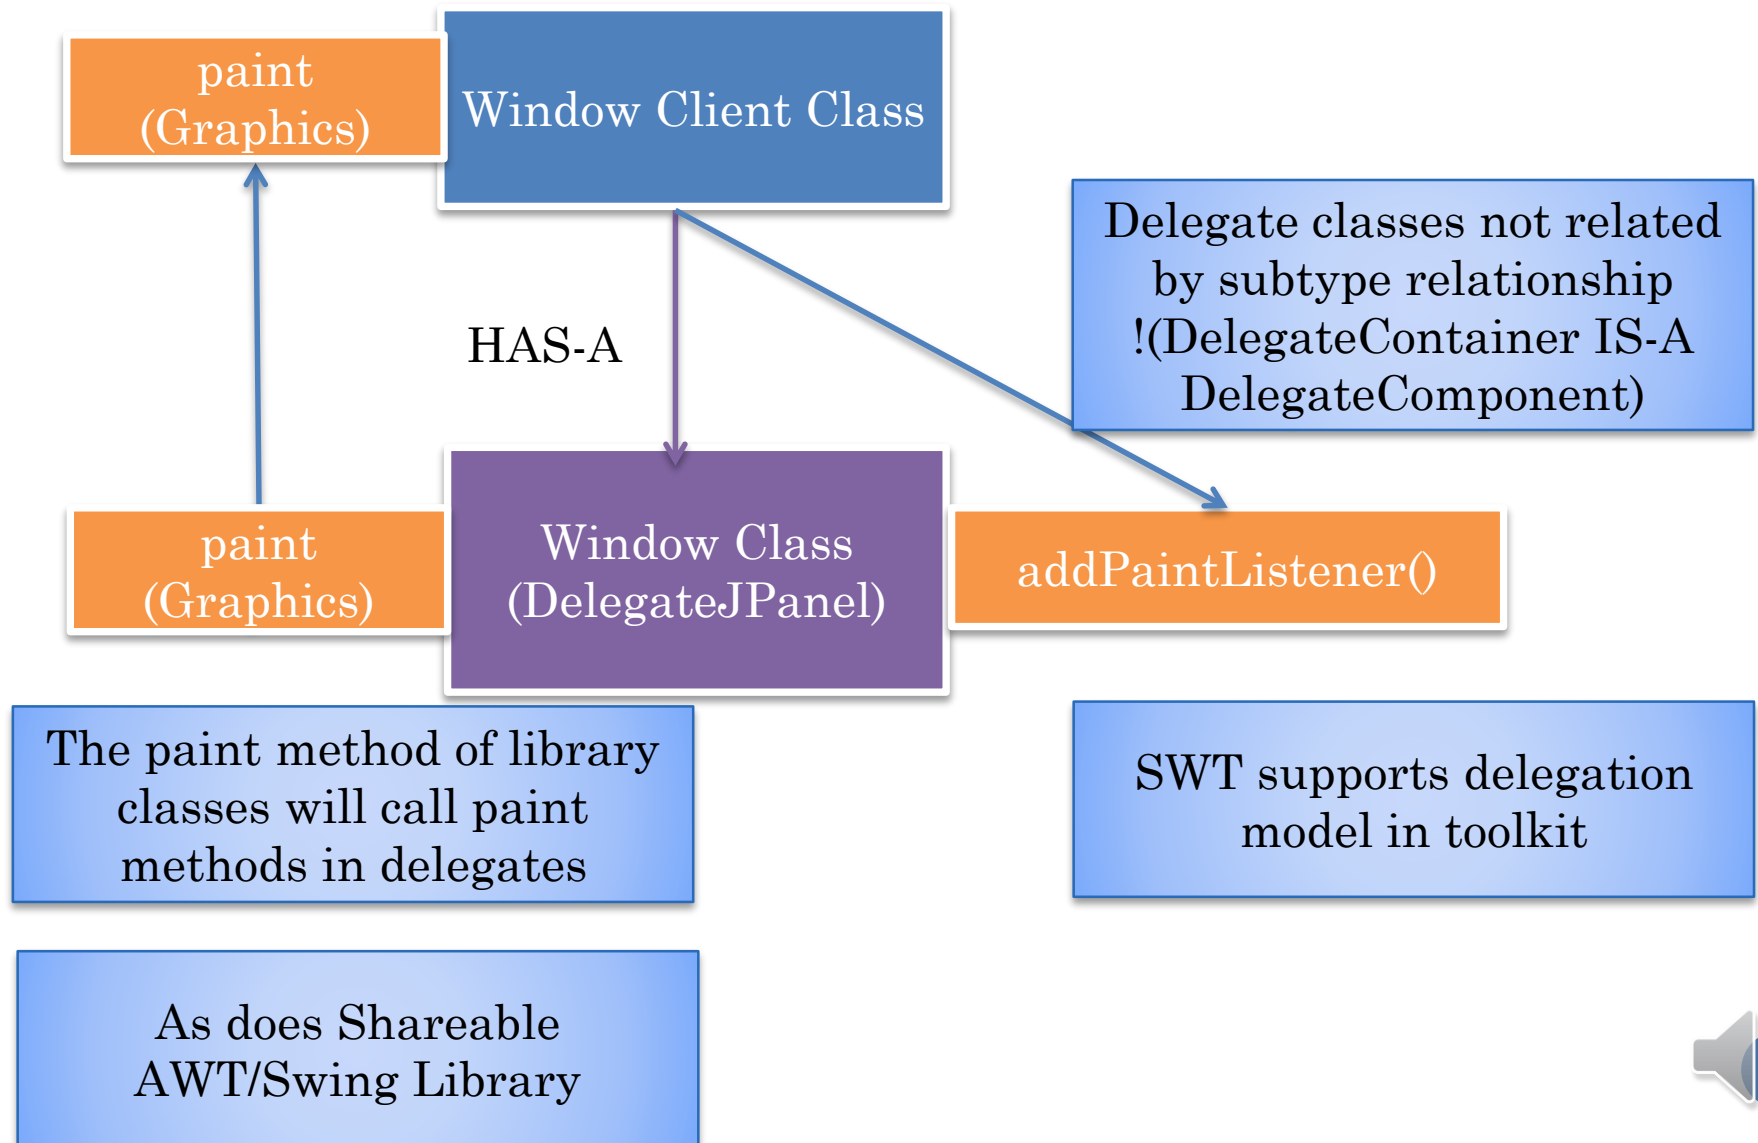 paint
(Graphics)
Window Client Class
Delegate classes not related
by subtype relationship
!(DelegateContainer IS-A
DelegateComponent)
HAS-A
paint
(Graphics)
Window Class
(DelegateJPanel)
addPaintListener()
The paint method of library
classes will call paint
methods in delegates
SWT supports delegation
model in toolkit
As does Shareable
AWT/Swing Library